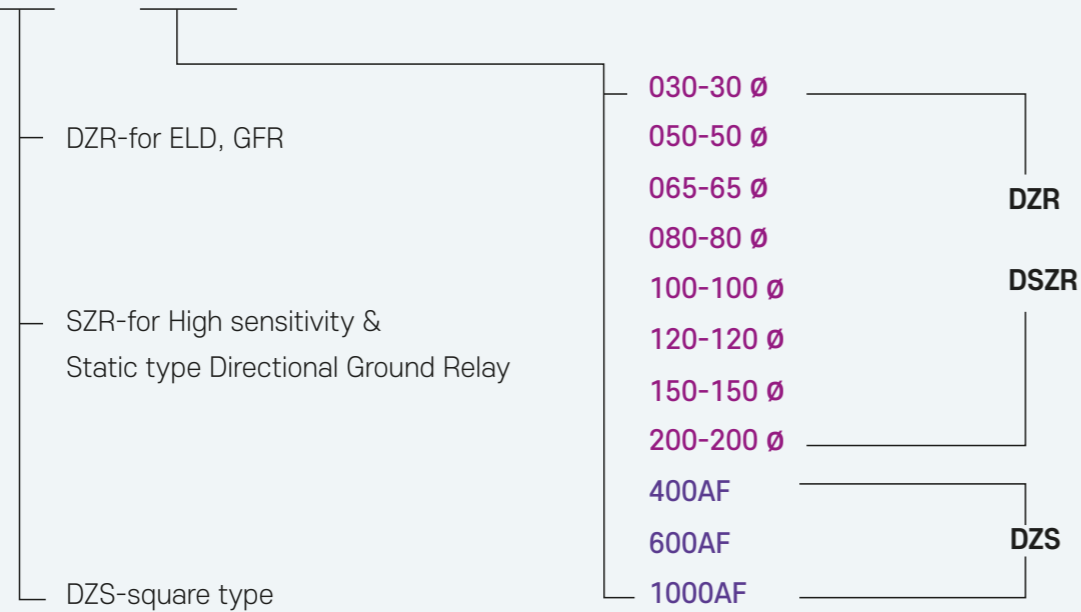 DZR-for ELD, GFR
SZR-for High sensitivity &
Static type Directional Ground Relay
DZS-square type
030-30 Ø
050-50 Ø
065-65 Ø
080-80 Ø
100-100 Ø
120-120 Ø
150-150 Ø
200-200 Ø
400AF
600AF
1000AF
DZR
DSZR
DZS